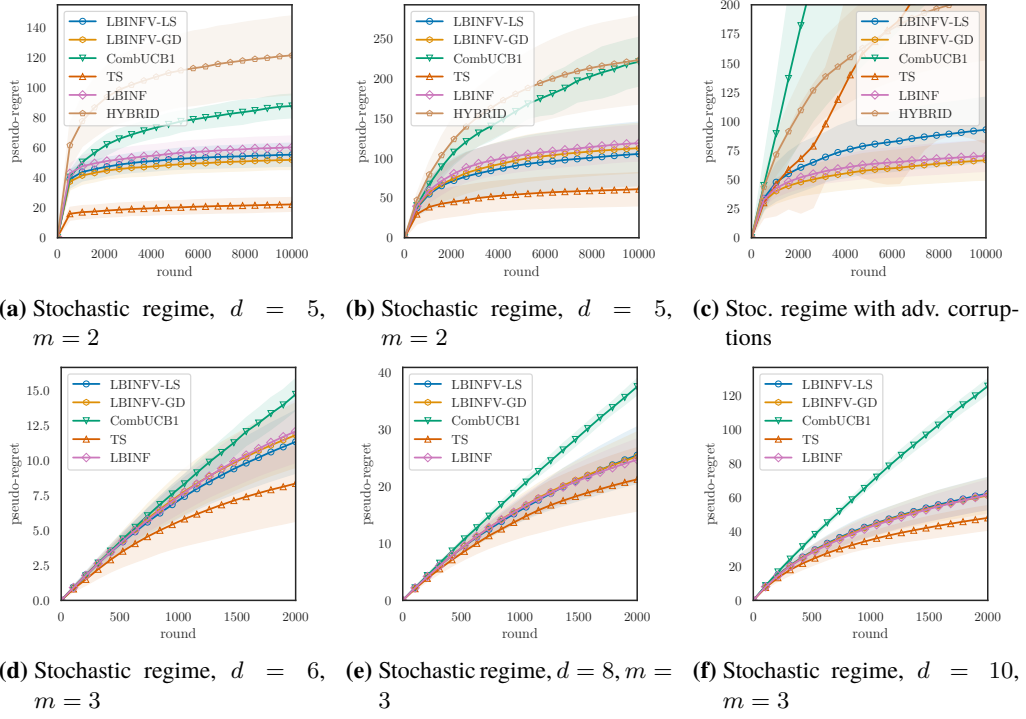 140
120
100
80
60
40
20
0
pseudo-regret
LBINFV-LS
LBINFV-GD
CombUCB1
TS
LBINF
HYBRID
0 2000 4000 6000 8000 10000
round
(a) Stochastic regime, d = 5,
m = 2
250
200
150
100
50
0
pseudo-regret
LBINFV-LS
LBINFV-GD
CombUCB1
TS
LBINF
HYBRID
0 2000 4000 6000 8000 10000
round
(b) Stochastic regime, d = 5,
m = 2
200
175
150
125
100
75
50
25
0
pseudo-regret
LBINFV-LS
LBINFV-GD
CombUCB1
TS
LBINF
HYBRID
0 2000 4000 6000 8000 10000
round
(c) Stoc. regime with adv. corrup-
tions
15.0
12.5
10.0
7.5
5.0
2.5
0.0
pseudo-regret
LBINFV-LS
LBINFV-GD
CombUCB1
TS
LBINF
0 500 1000 1500 2000
round
(d) Stochastic regime, d = 6,
m = 3
40
30
20
10
0
pseudo-regret
LBINFV-LS
LBINFV-GD
CombUCB1
TS
LBINF
0 500 1000 1500 2000
round
(e) Stochastic regime, d = 8, m =
3
120
100
80
60
40
20
0
pseudo-regret
LBINFV-LS
LBINFV-GD
CombUCB1
TS
LBINF
0 500 1000 1500 2000
round
(f) Stochastic regime, d = 10,
m = 3